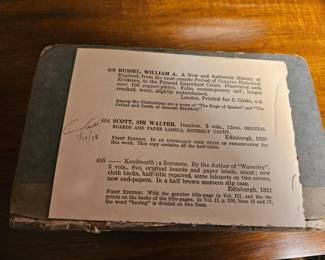 403 RUSSEL, WILLIAM A. A New and Authentic History of
England, from the most remote Period of Genuine Historical
Evidence, to the Present Important Crisis. Illustrated with
over 100 copper-plates. Folio, contemporary calf; hinges
cracked, worn, slightly waterstained.
London, Printed for J. Cooke, n.d.
Among the illustrations are a scene of "The Siege of Quebec" and "The
Defeat and Death of General Braddock".
404 SCOTT, SIR WALTER. Ivanhoe. 3 vols., 12mo, ORIGINAL
BOARDS AND PAPER LABELS, ENTIRELY UNCUT.
Edinburgh, 1820
FIRST EDITION. IN AN UNUSUALLY GOOD STATE OF PRESERVATION
for this work. This copy contains all the half-titles.
405 —— Kenilworth; a Romance. By the Author of "Waverley".
3 vols., 8vo, original boards and paper labels, uncut; new
cloth backs, half-title repaired, some inkspots on two covers,
new end-papers. In a half brown morocco slip case.
Edinburgh, 1821
FIRST EDITION. With the genuine title-page in Vol. III, and the
imprints on the backs of the title-pages. In Vol. II, p. 339, lines 16 and 17,
the word "having" is divided on two lines.